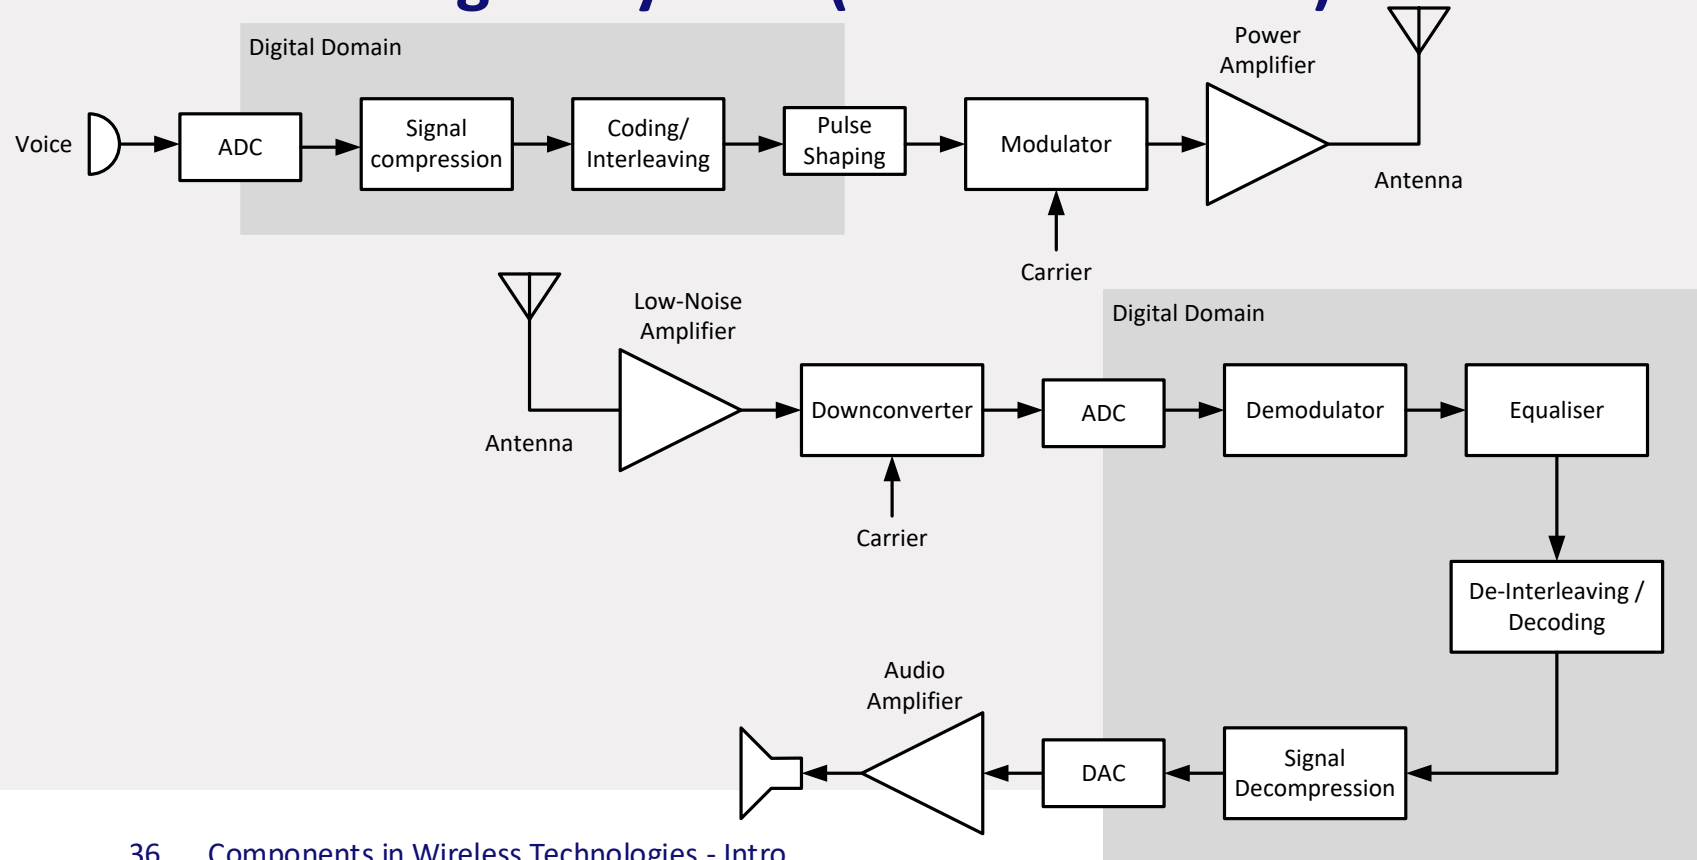 Digital Domain
Power
Amplifier
Voice
ADC
Signal
compression
Coding/
Interleaving
Pulse
Shaping
Modulator
Antenna
Carrier
Low-Noise
Amplifier
Digital Domain
Downconverter
ADC
Demodulator
Equaliser
Antenna
Carrier
De-Interleaving /
Decoding
Audio
Amplifier
DAC
Signal
Decompression
36 Components in Wireless Technologies - Intro